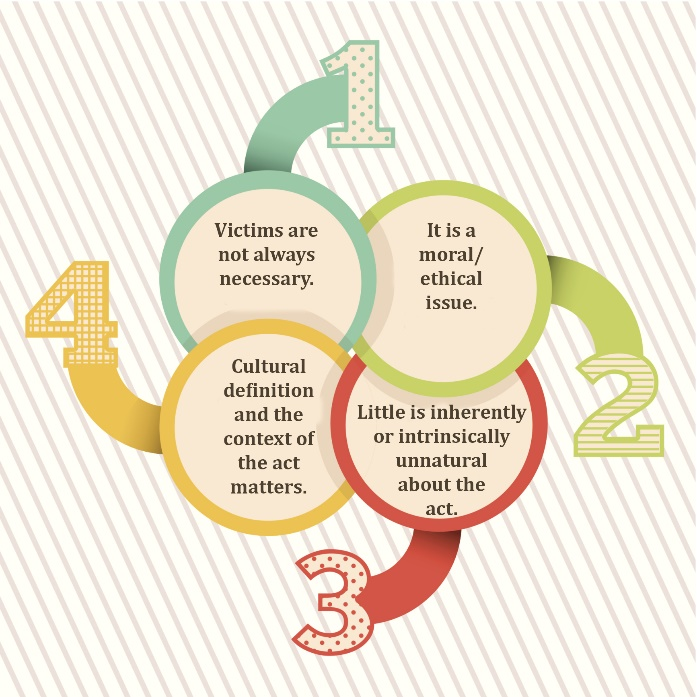 1
Victims are
not always
necessary.
It is a
moral/
ethical
issue.
2
Little is inherently
or intrinsically
unnatural
about the
act.
3
Cultural
definition
and the
context of
the act
matters.
4